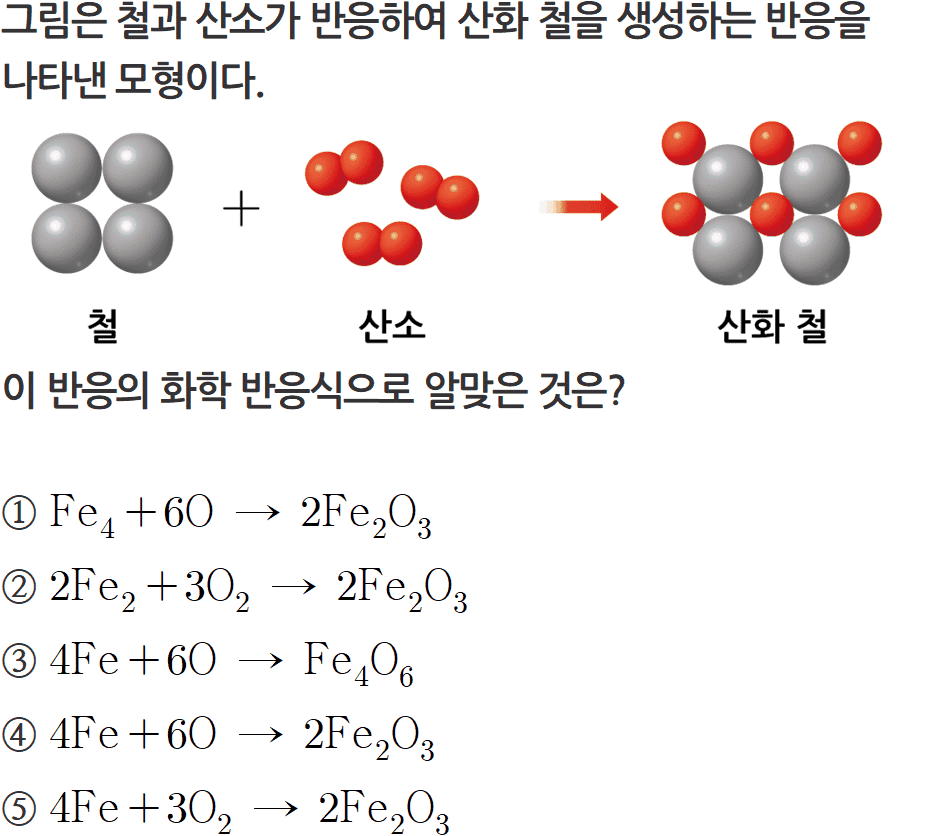 그림은 철과 산소가 반응하여 산화 철을 생성하는 반응을
나타낸 모형이다.
+
철 산소 산화 철
이 반응의 화학 반응식으로 알맞은 것은?
① Fe₄+6O → 2Fe₂O₃
② 2Fe₂+3O₂ → 2Fe₂O₃
③ 4Fe+6O → Fe₄O₆
④ 4Fe+6O → 2Fe₂O₃
⑤ 4Fe+3O₂ → 2Fe₂O₃